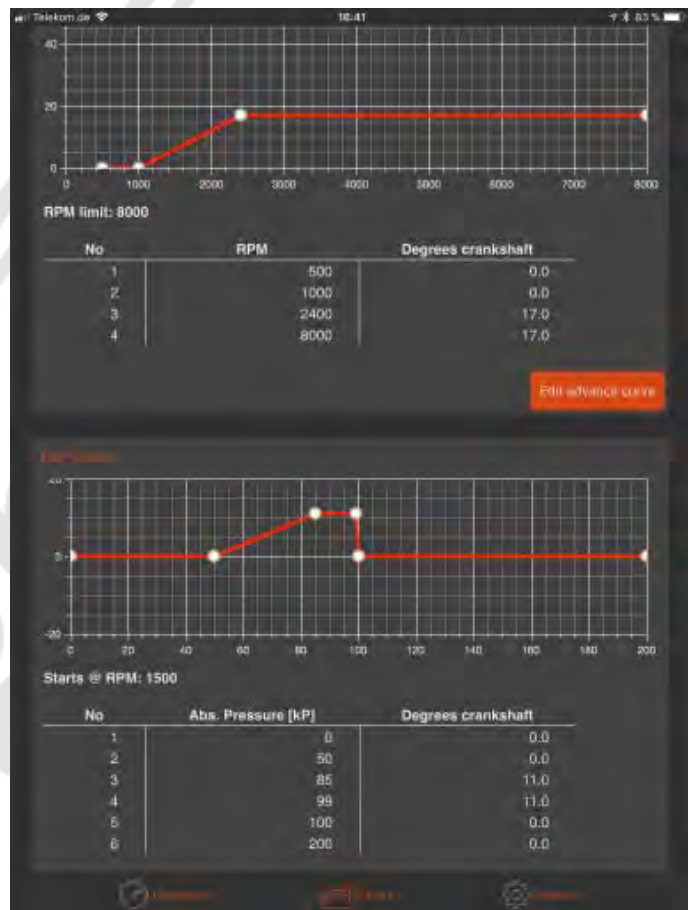 Telekom.de 16:41 83 %
40
20
0
0 1000 2000 3000 4000 5000 6000 7000 8000
RPM limit: 8000
No RPM Degrees crankshaft
1 500 0.0
2 1000 0.0
3 2400 17.0
4 8000 17.0
Edit advance curve
20
0
-20
0 20 40 60 80 100 120 140 160 180 200
Starts @ RPM: 1500
No Abs. Pressure [kP] Degrees crankshaft
1 0 0.0
2 50 0.0
3 85 11.0
4 99 11.0
5 100 0.0
6 200 0.0